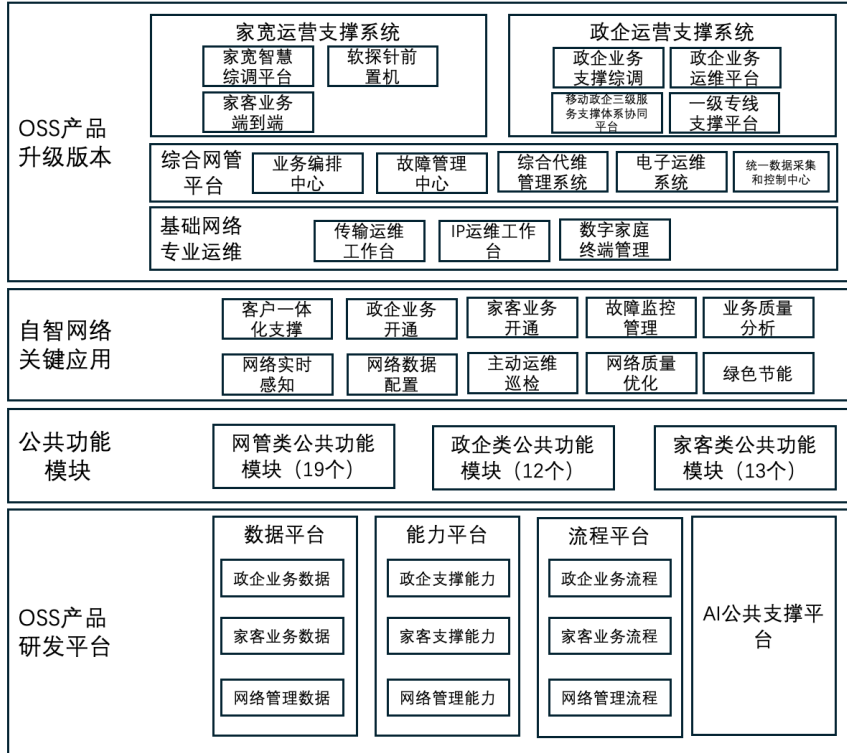 家宽运营支撑系统
家宽智慧
综调平台
软探针前
置机
家客业务
端到端
政企运营支撑系统
政企业务
支撑综调
政企业务
运维平台
移动政企三级服
务支撑体系协同
平台
一级专线
支撑平台
OSS产品
升级版本
综合网管
平台
业务编排
中心
故障管理
中心
综合代维
管理系统
电子运维
系统
统一数据采集
和控制中心
基础网络
专业运维
传输运维
工作台
IP运维工作
台
数字家庭
终端管理
自智网络
关键应用
客户一体
化支撑
政企业务
开通
家客业务
开通
故障监控
管理
业务质量
分析
网络实时
感知
网络数据
配置
主动运维
巡检
网络质量
优化
绿色节能
公共功能
模块
网管类公共功能
模块（19个）
政企类公共功能
模块（12个）
家客类公共功能
模块（13个）
OSS产品
研发平台
数据平台
政企业务数据
家客业务数据
网络管理数据
能力平台
政企支撑能力
家客支撑能力
网络管理能力
流程平台
政企业务流程
家客业务流程
网络管理流程
AI公共支撑平
台